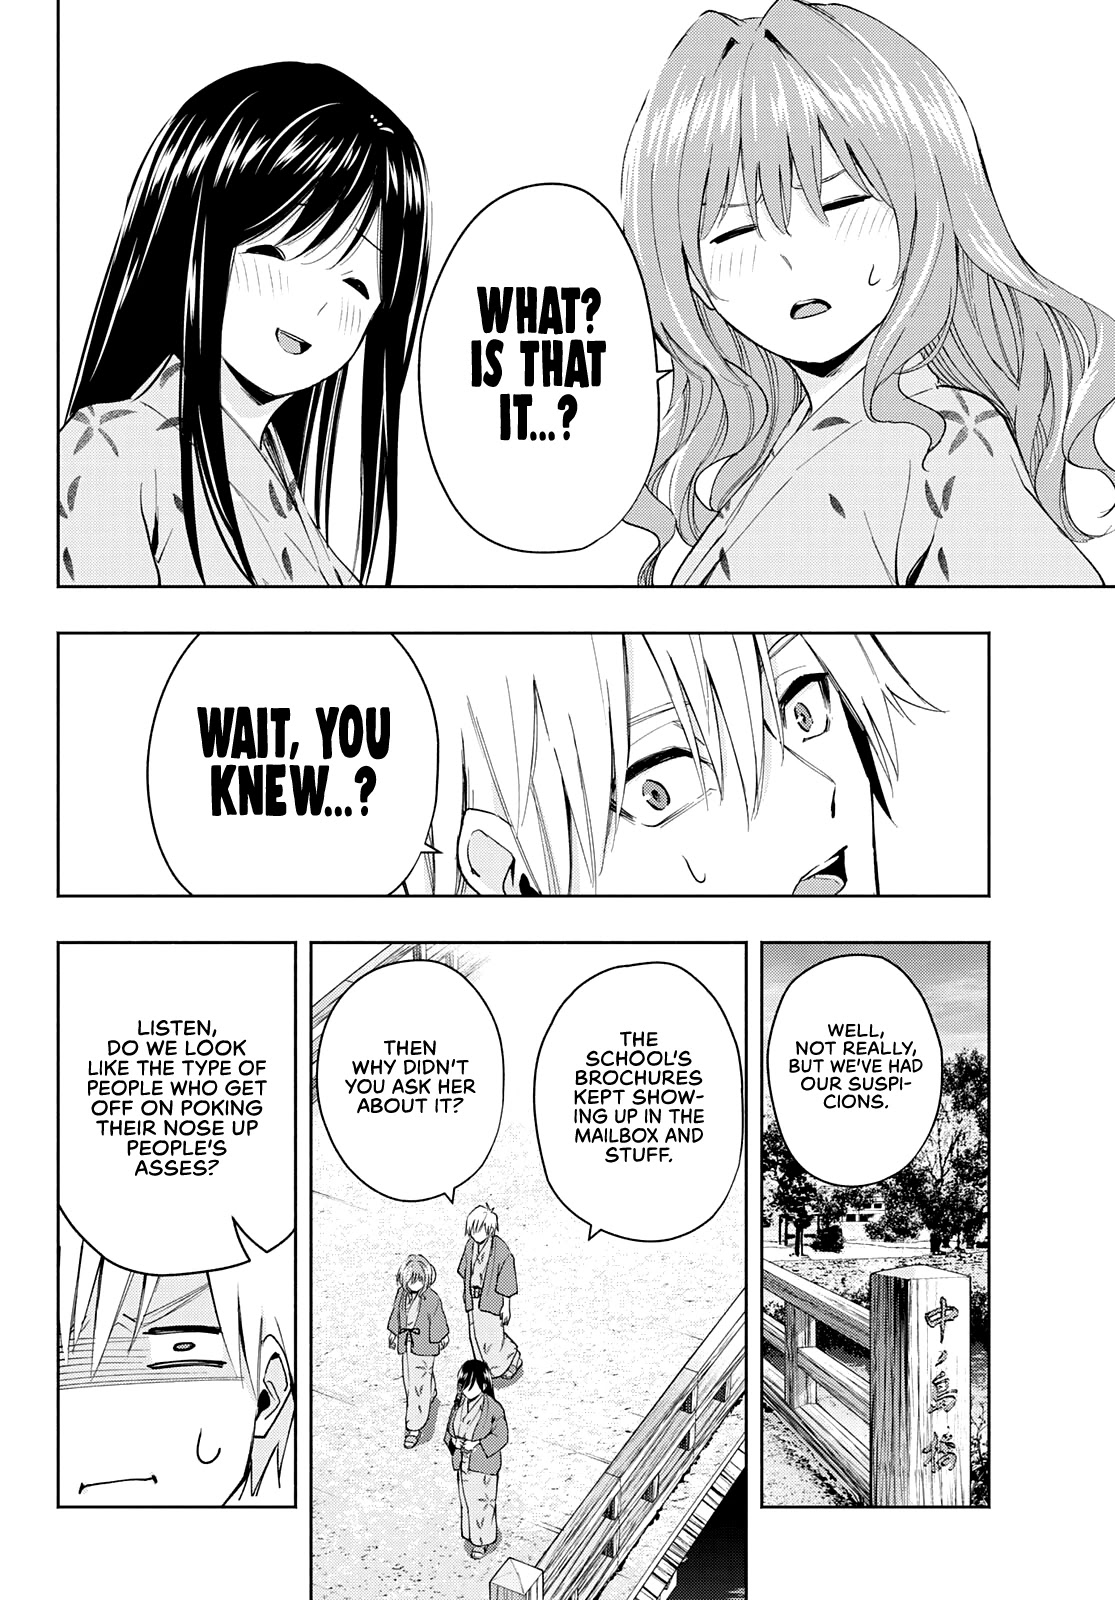 WHAT?
IS THAT
IT...?
WAIT, YOU
KNEW...?
WELL,
NOT REALLY,
BUT WE'VE HAD
OUR SUSPI-
CIONS.
中ノ島橋
THE
SCHOOL'S
BROCHURES
KEPT SHOW-
ING UP IN THE
MAILBOX AND
STUFF.
THEN
WHY DIDN'T
YOU ASK HER
ABOUT IT?
LISTEN,
DO WE LOOK
LIKE THE TYPE OF
PEOPLE WHO GET
OFF ON POKING
THEIR NOSE UP
PEOPLE'S
ASSES?